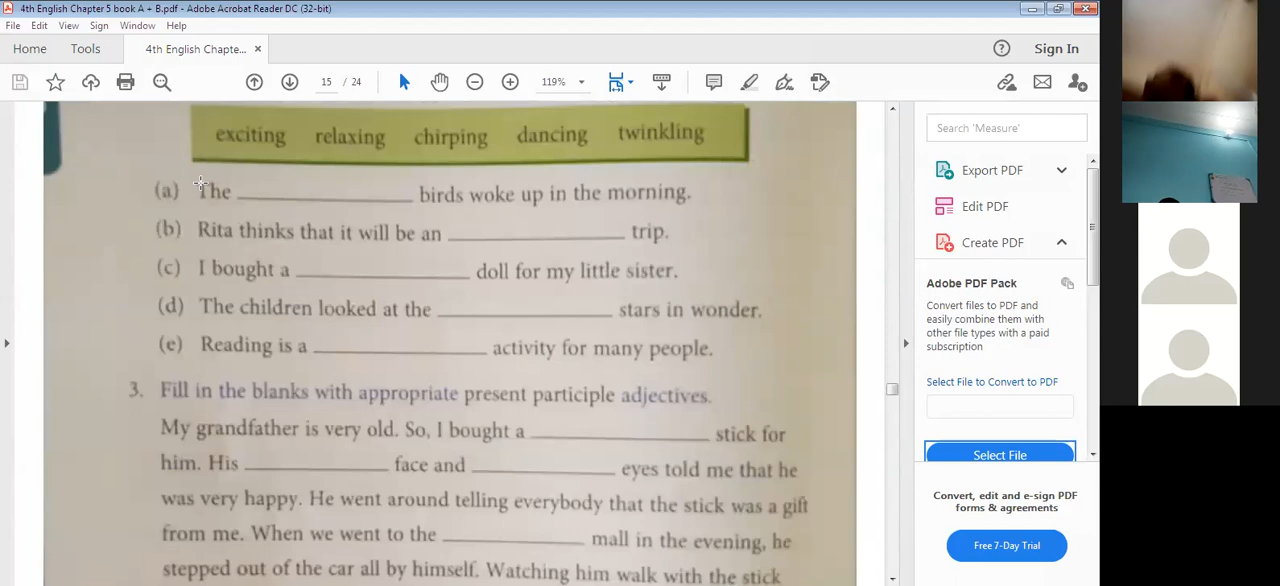 4th English Chapter 5 book A + B.pdf - Adobe Acrobat Reader DC (32-bit)
File Edit View Sign Window Help
Home Tools 4th English Chapte... × Sign In
15 / 24 119%
exciting relaxing chirping dancing twinkling
(a) The ____________ birds woke up in the morning.
(b) Rita thinks that it will be an ____________ trip.
(c) I bought a ____________ doll for my little sister.
(d) The children looked at the ____________ stars in wonder.
(e) Reading is a ____________ activity for many people.
3. Fill in the blanks with appropriate present participle adjectives.
My grandfather is very old. So, I bought a ____________ stick for
him. His ____________ face and ____________ eyes told me that he
was very happy. He went around telling everybody that the stick was a gift
from me. When we went to the ____________ mall in the evening, he
stepped out of the car all by himself. Watching him walk with the stick
Search 'Measure'
Export PDF
Edit PDF
Create PDF
Adobe PDF Pack
Convert files to PDF and
easily combine them with
other file types with a paid
subscription
Select File to Convert to PDF
Select File
Convert, edit and e-sign PDF
forms & agreements
Free 7-Day Trial